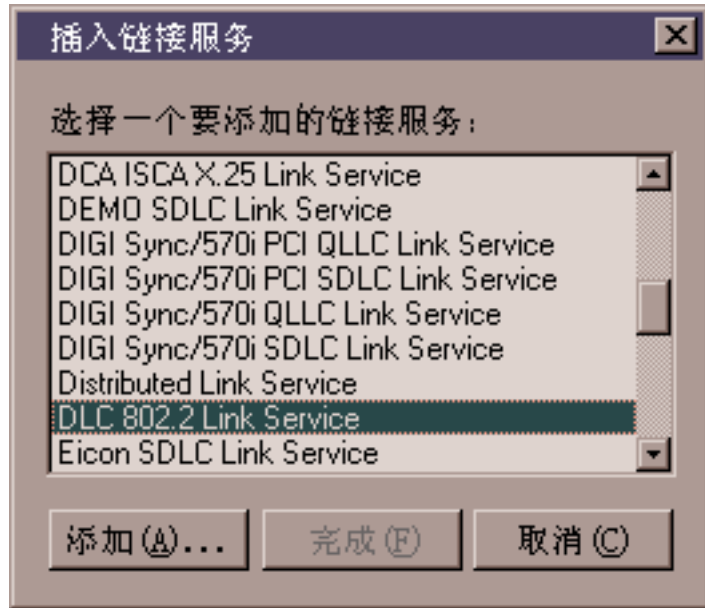 插入链接服务
选择一个要添加的链接服务:
DCA ISCA X.25 Link Service
DEMO SDLC Link Service
DIGI Sync/570i PCI QLLC Link Service
DIGI Sync/570i PCI SDLC Link Service
DIGI Sync/570i QLLC Link Service
DIGI Sync/570i SDLC Link Service
Distributed Link Service
DLC 802.2 Link Service
Eicon SDLC Link Service
添加(A)... 完成(F) 取消(C)